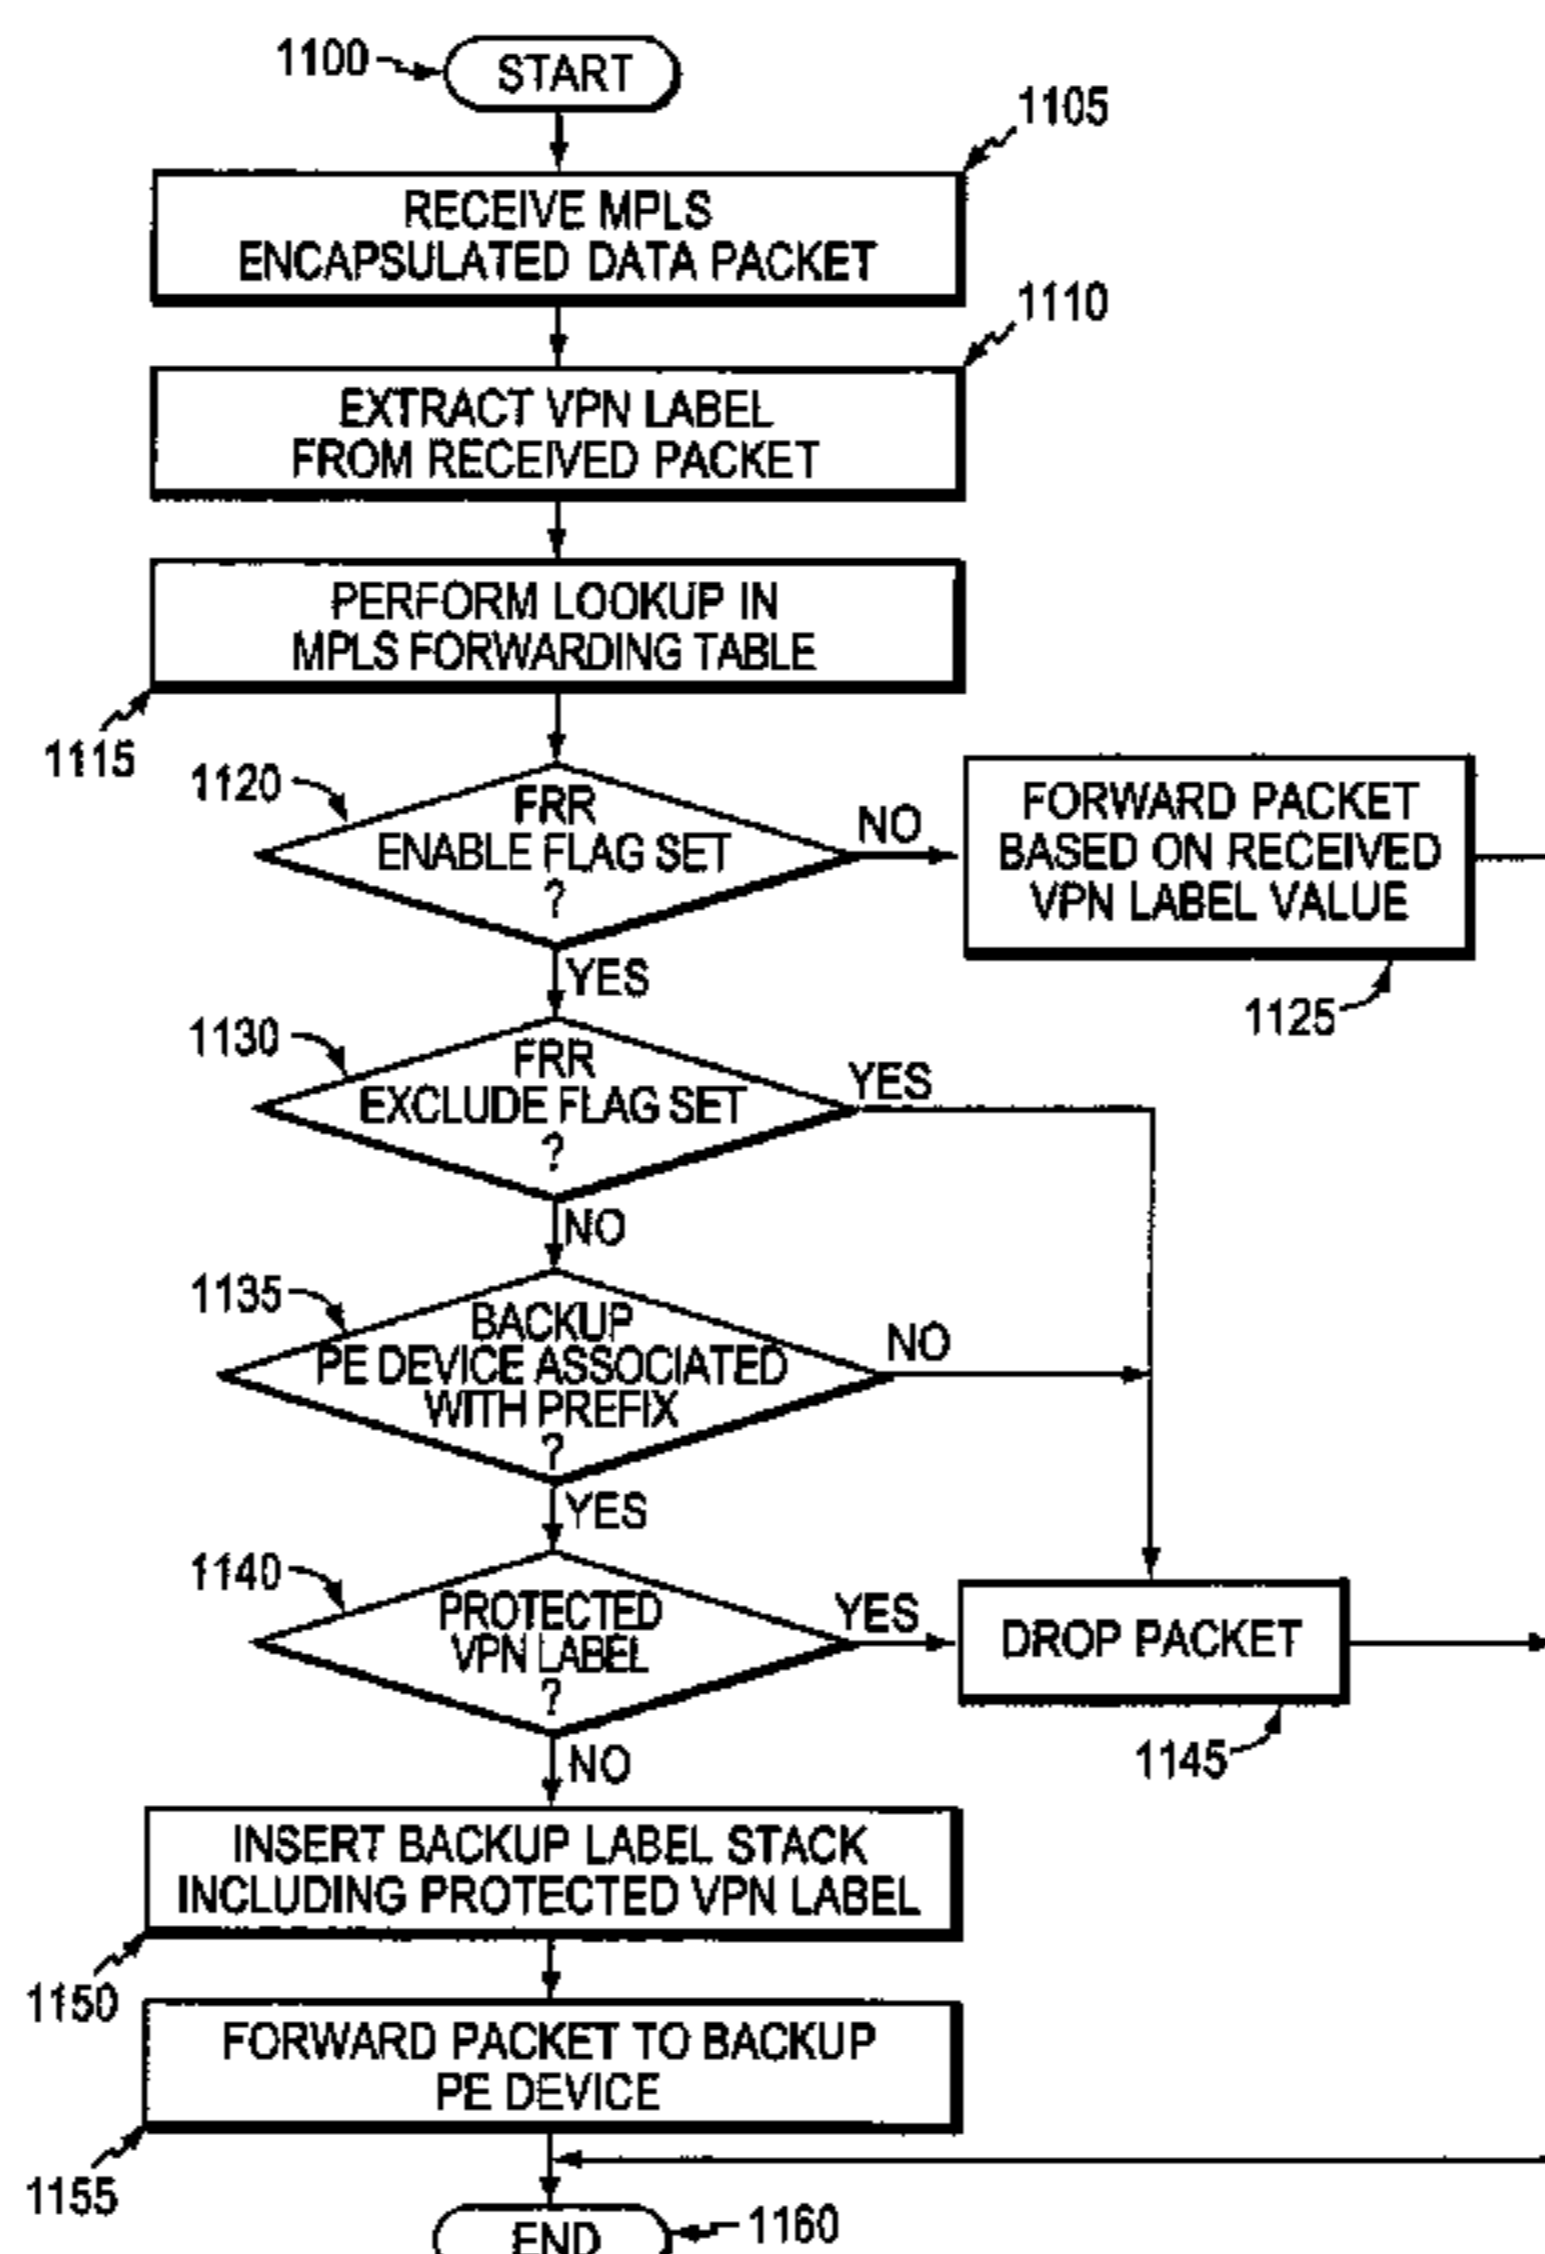 1100
START
1105
RECEIVE MPLS
ENCAPSULATED DATA PACKET
1110
EXTRACT VPN LABEL
FROM RECEIVED PACKET
PERFORM LOOKUP IN
MPLS FORWARDING TABLE
1115
1120
FRR
ENABLE FLAG SET
?
NO
FORWARD PACKET
BASED ON RECEIVED
VPN LABEL VALUE
1125
YES
1130
FRR
EXCLUDE FLAG SET
?
YES
NO
1135
BACKUP
PE DEVICE ASSOCIATED
WITH PREFIX
?
NO
YES
1140
PROTECTED
VPN LABEL
?
YES
DROP PACKET
1145
NO
INSERT BACKUP LABEL STACK
INCLUDING PROTECTED VPN LABEL
1150
FORWARD PACKET TO BACKUP
PE DEVICE
1155
END
1160